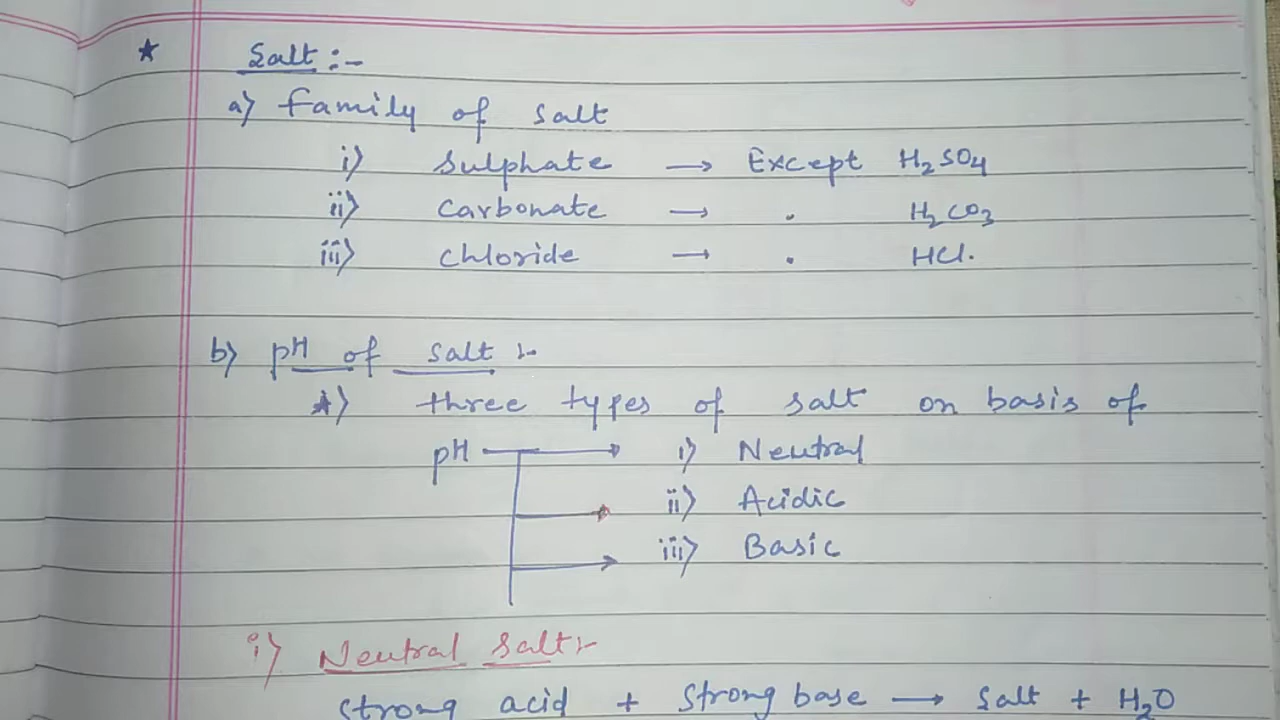 ★ Salt :-
a) Family of salt
i) Sulphate → Except H₂SO₄
ii) Carbonate → . H₂CO₃
iii) Chloride → . HCl.
b) pH of salt :-
★) three types of salt on basis of
pH → i) Neutral
→ ii) Acidic
→ iii) Basic
i) Neutral Salt :-
Strong acid + Strong base → Salt + H₂O